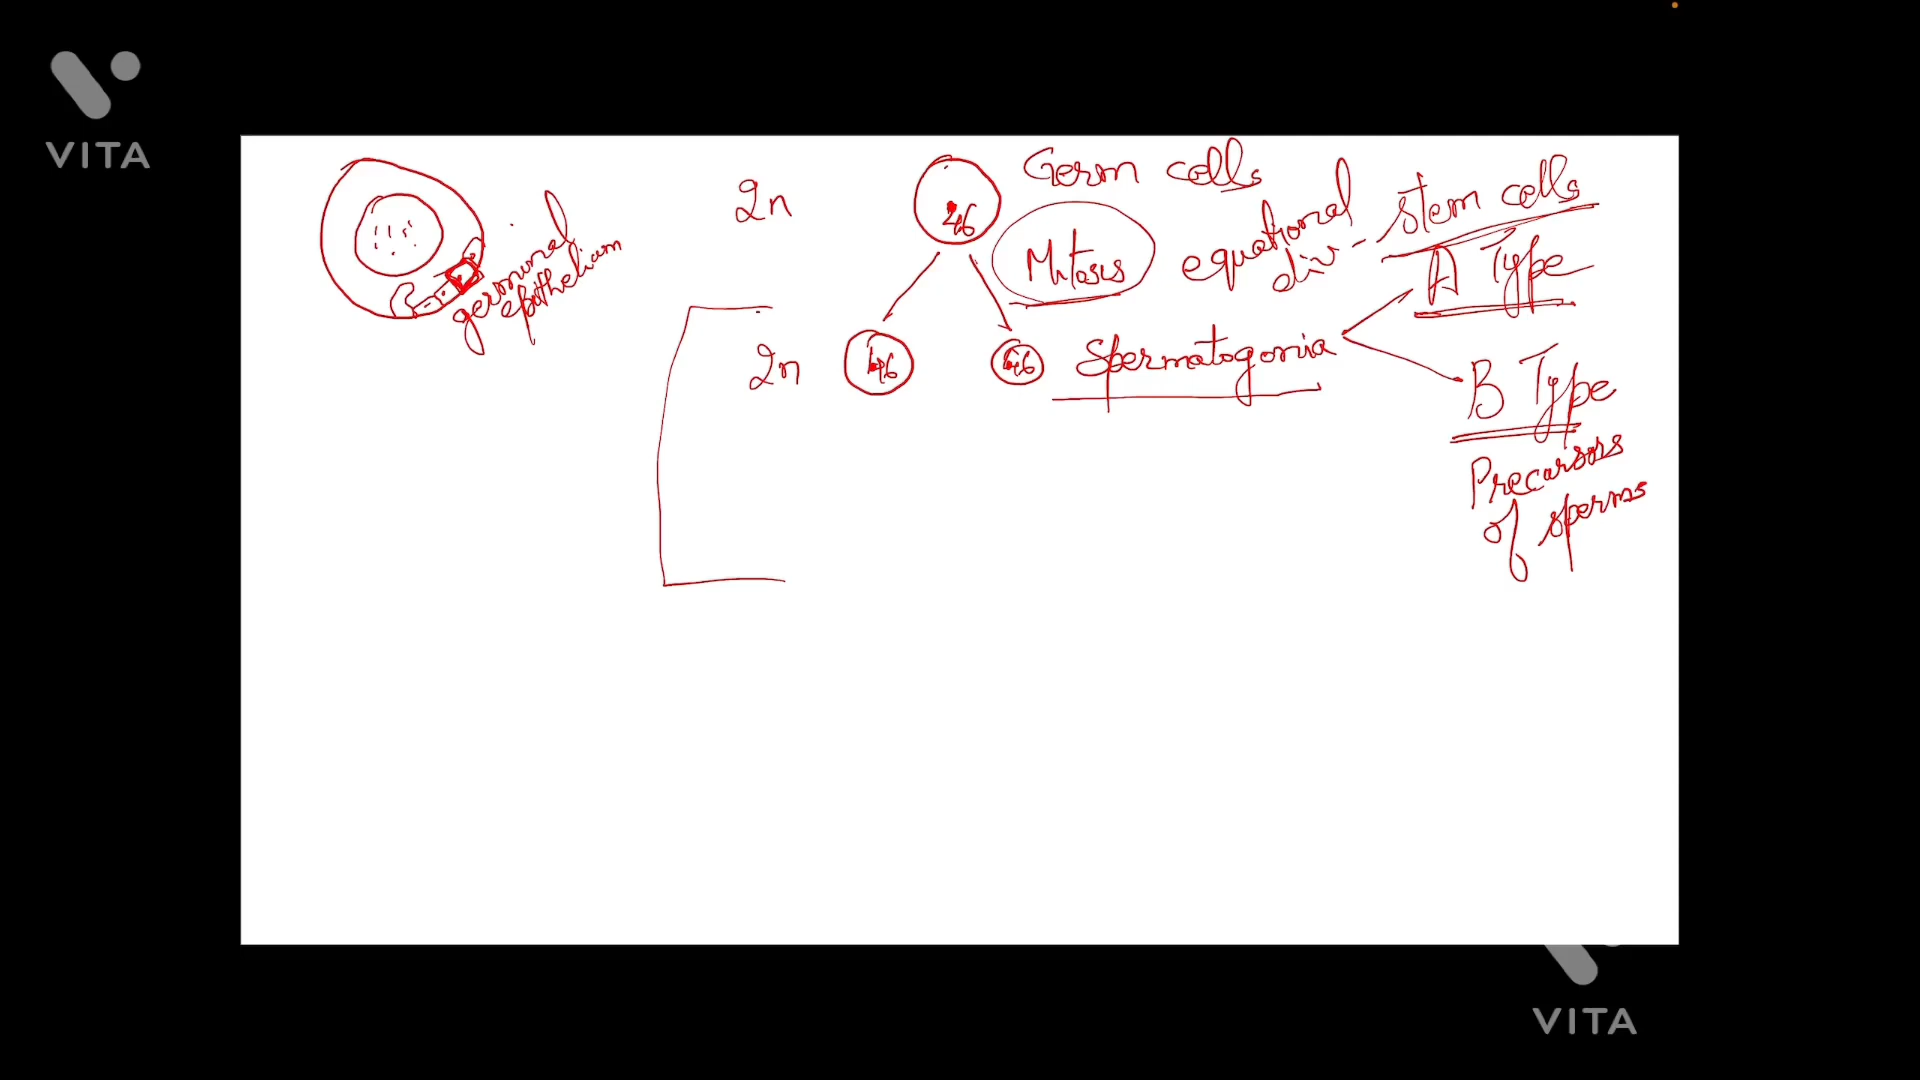 VITA
germinal
epithelium
2n
46
Germ cells
Mitosis
equational
div - stem cells
A Type
2n
46
46
Spermatogonia
B Type
Precursors
of sperms
VITA